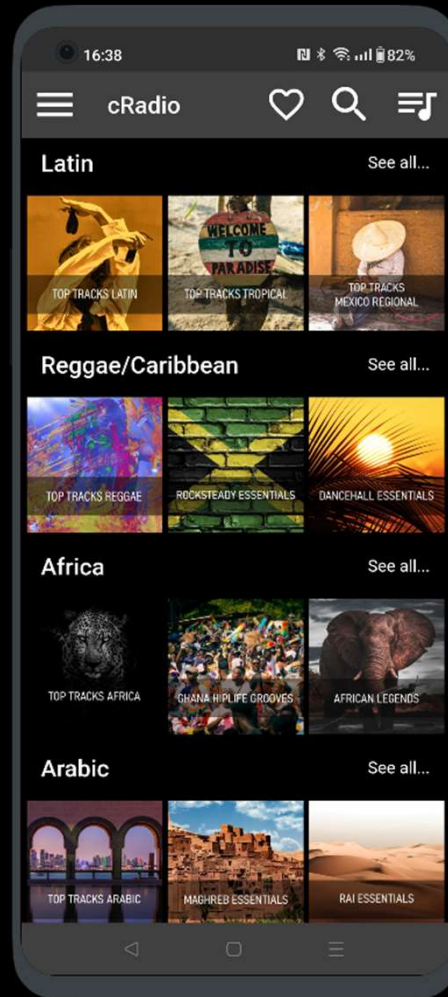 16:38
82%
cRadio
Latin
See all...
WELCOME
TO
PARADISE
TOP TRACKS LATIN
TOP TRACKS TROPICAL
TOP TRACKS
MEXICO REGIONAL
Reggae/Caribbean
See all...
TOP TRACKS REGGAE
ROCKSTEADY ESSENTIALS
DANCEHALL ESSENTIALS
Africa
See all...
TOP TRACKS AFRICA
GHANA HIPLIFE GROOVES
AFRICAN LEGENDS
Arabic
See all...
TOP TRACKS ARABIC
MAGHREB ESSENTIALS
RAI ESSENTIALS